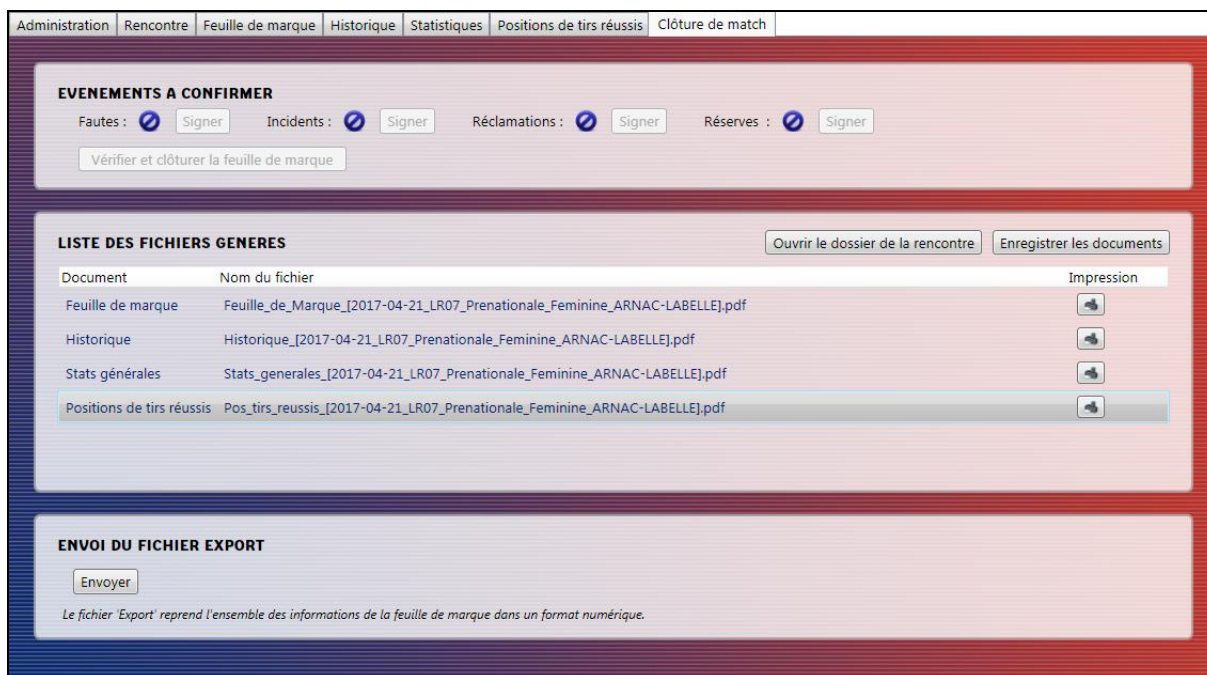 Administration Rencontre Feuille de marque Historique Statistiques Positions de tirs réussis Clôture de match
EVENEMENTS A CONFIRMER
Fautes : Signer Incidents : Signer Réclamations : Signer Réserves : Signer
Vérifier et clôturer la feuille de marque
LISTE DES FICHIERS GENERES Ouvrir le dossier de la rencontre Enregistrer les documents
Document Nom du fichier Impression
Feuille de marque Feuille_de_Marque_[2017-04-21_LR07_Prenationale_Feminine_ARNAC-LABELLE].pdf
Historique Historique_[2017-04-21_LR07_Prenationale_Feminine_ARNAC-LABELLE].pdf
Stats générales Stats_generales_[2017-04-21_LR07_Prenationale_Feminine_ARNAC-LABELLE].pdf
Positions de tirs réussis Pos_tirs_reussis_[2017-04-21_LR07_Prenationale_Feminine_ARNAC-LABELLE].pdf
ENVOI DU FICHIER EXPORT
Envoyer
Le fichier 'Export' reprend l'ensemble des informations de la feuille de marque dans un format numérique.